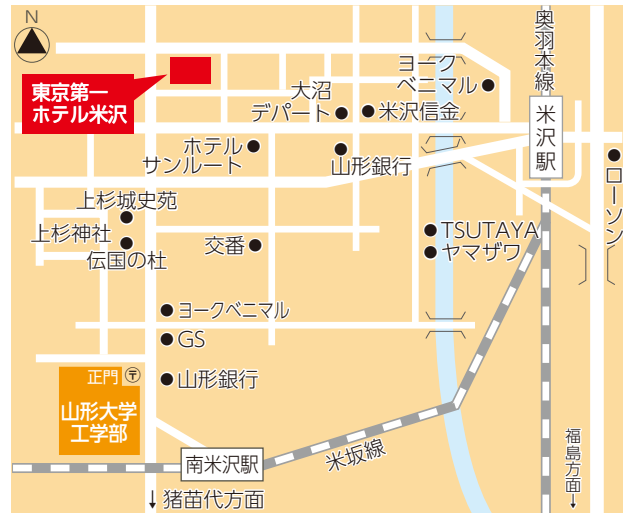 N
東京第一
ホテル米沢
ヨーク
ベニマル
奥羽本線
米沢駅
大沼
デパート
米沢信金
ホテル
サンルート
山形銀行
ローソン
上杉城史苑
上杉神社
伝国の杜
交番
TSUTAYA
ヤマザワ
ヨークベニマル
GS
正門 〶
山形大学
工学部
山形銀行
南米沢駅
米坂線
福島方面→
↓猪苗代方面